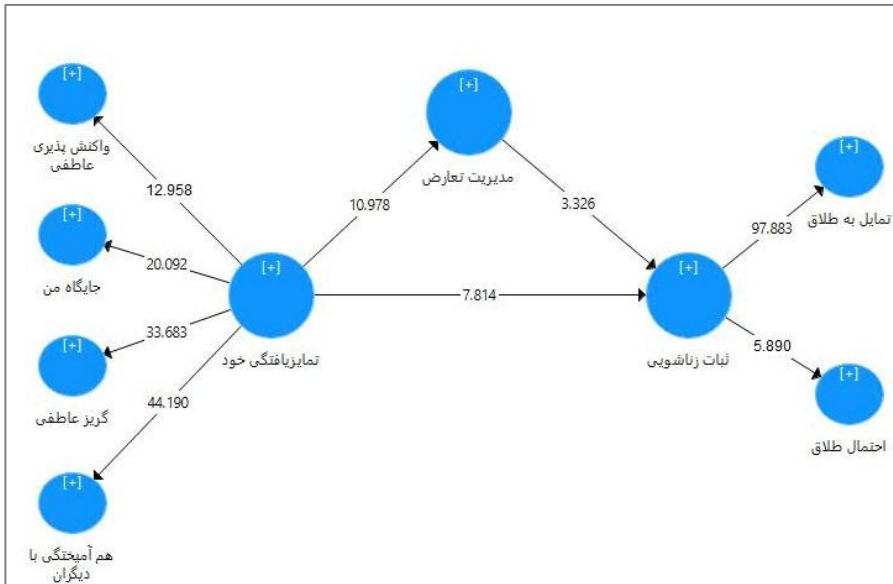 [+]
واکنش پذیری
عاطفی
[+]
جایگاه من
[+]
گریز عاطفی
[+]
هم آمیختگی با
دیگران
12.958
20.092
33.683
44.190
[+]
تمایزیافتگی خود
10.978
[+]
مدیریت تعارض
3.326
7.814
[+]
ثبات زناشویی
97.883
5.890
[+]
تمایل به طلاق
[+]
احتمال طلاق